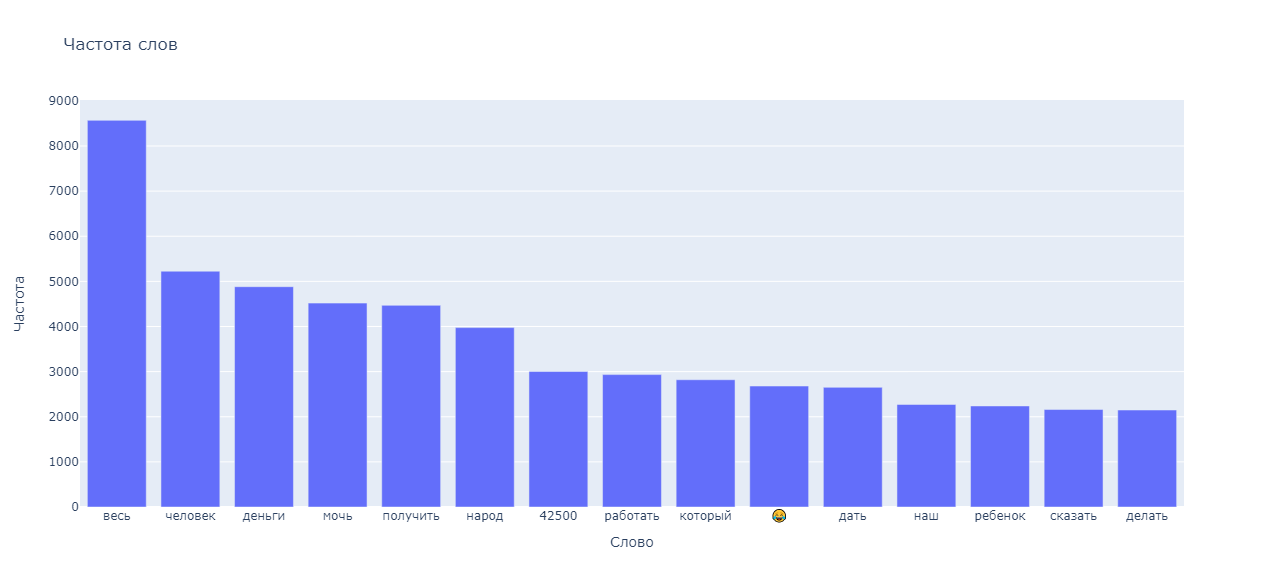 Частота слов
Частота
9000
8000
7000
6000
5000
4000
3000
2000
1000
0
весь человек деньги мочь получить народ 42500 работать который 😂 дать наш ребенок сказать делать
Слово